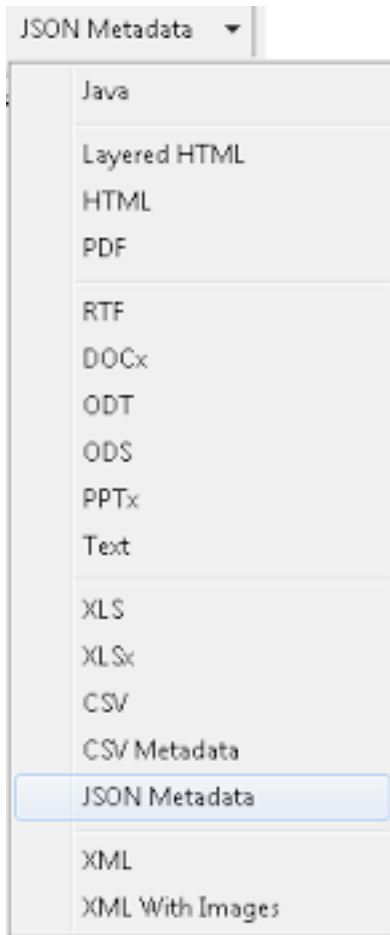 JSON Metadata
Java
Layered HTML
HTML
PDF
RTF
DOCx
ODT
ODS
PPTx
Text
XLS
XLSx
CSV
CSV Metadata
JSON Metadata
XML
XML With Images